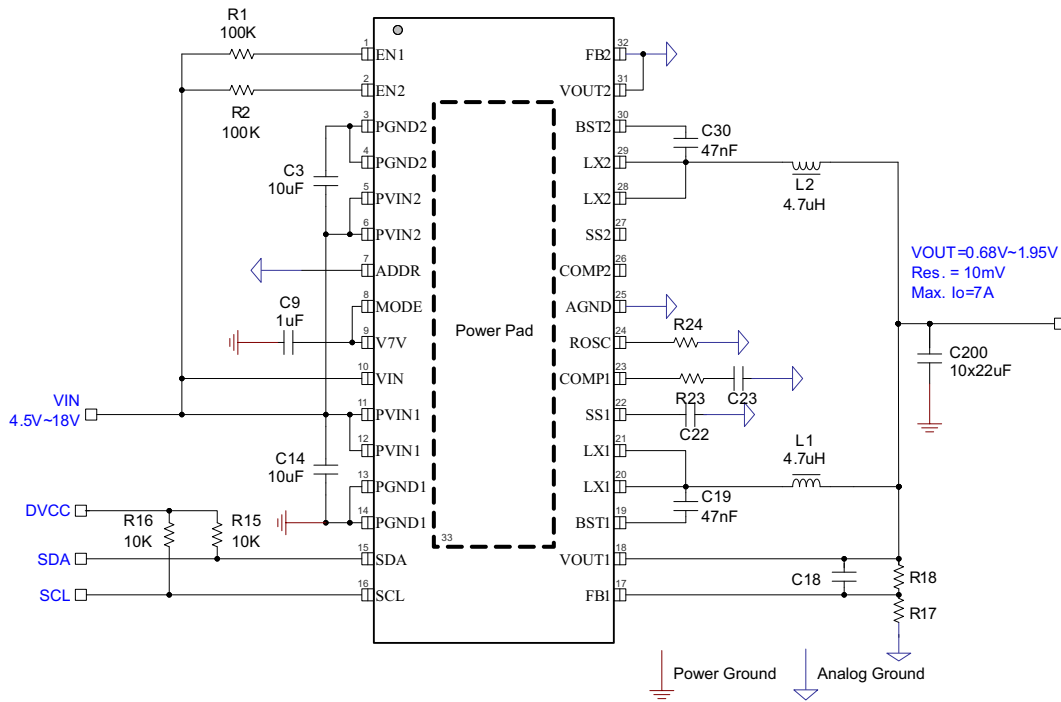 R1
100K
R2
100K
C3
10uF
C9
1uF
VIN
4.5V~18V
C14
10uF
DVCC
R16
10K
R15
10K
SDA
SCL
1
EN1
2
EN2
3
PGND2
4
PGND2
5
PVIN2
6
PVIN2
7
ADDR
8
MODE
9
V7V
10
VIN
11
PVIN1
12
PVIN1
13
PGND1
14
PGND1
15
SDA
16
SCL
Power Pad
33
FB2
32
VOUT2
31
BST2
30
LX2
29
LX2
28
SS2
27
COMP2
26
AGND
25
ROSC
24
COMP1
23
SS1
22
LX1
21
LX1
20
BST1
19
VOUT1
18
FB1
17
C30
47nF
L2
4.7uH
VOUT=0.68V~1.95V
Res. = 10mV
Max. Io=7A
R24
R23
C23
C22
C200
10x22uF
L1
4.7uH
C19
47nF
C18
R18
R17
Power Ground
Analog Ground